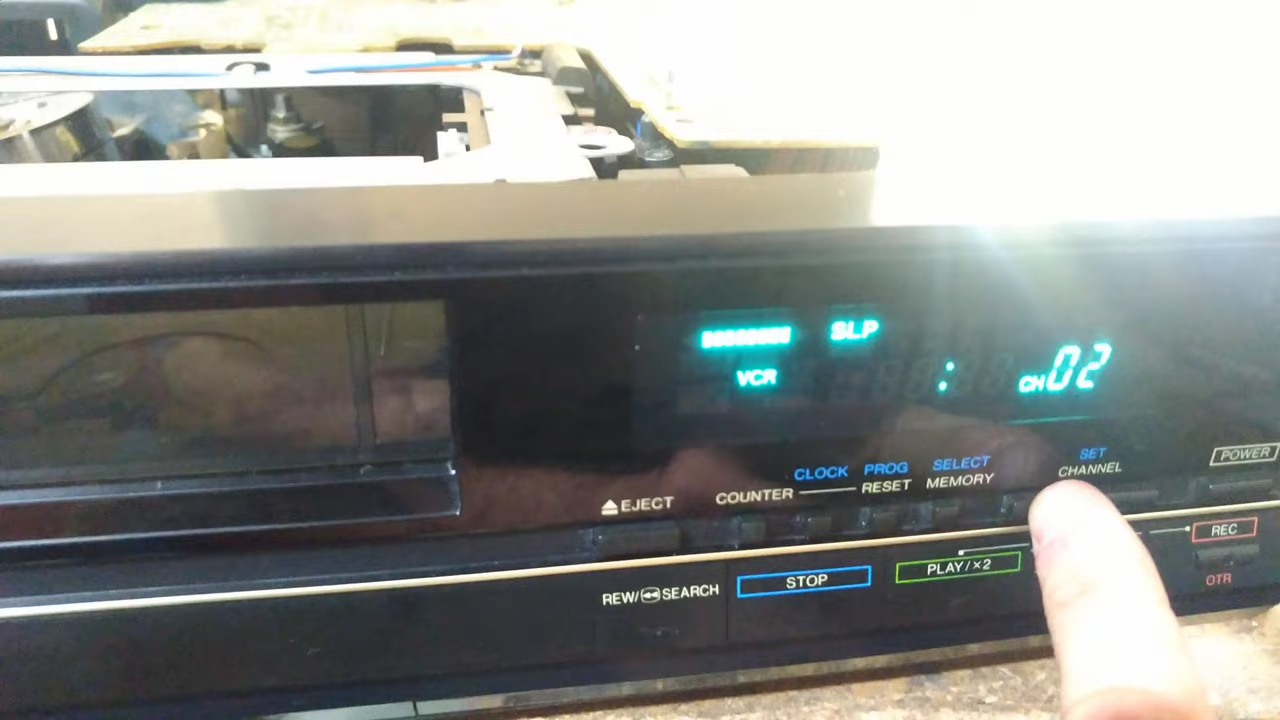 SLP
VCR
:
CH 02
CLOCK PROG SELECT SET
EJECT COUNTER RESET MEMORY CHANNEL POWER
REW/ SEARCH STOP PLAY/×2 REC
OTR